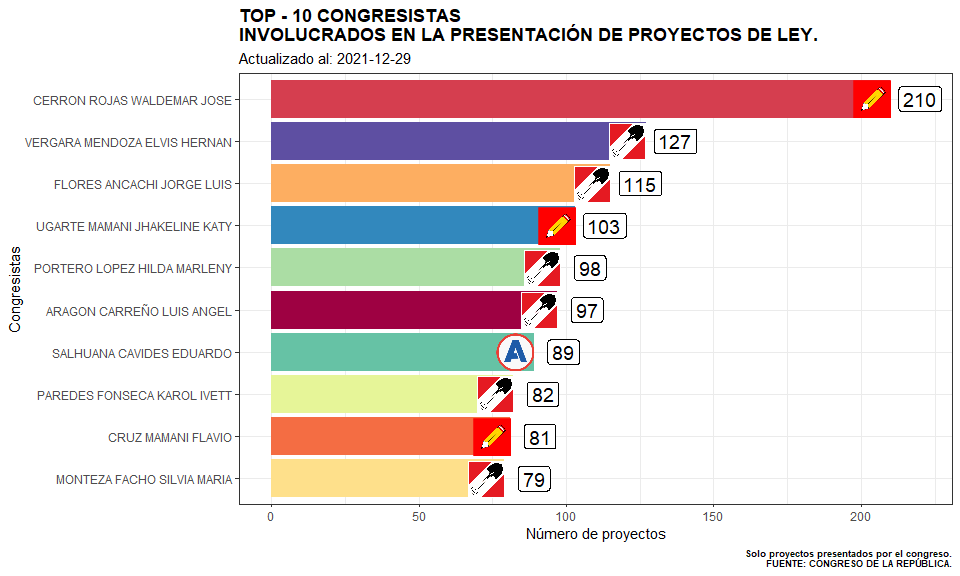 TOP - 10 CONGRESISTAS
INVOLUCRADOS EN LA PRESENTACIÓN DE PROYECTOS DE LEY.
Actualizado al: 2021-12-29
Congresistas
CERRON ROJAS WALDEMAR JOSE 210
VERGARA MENDOZA ELVIS HERNAN 127
FLORES ANCACHI JORGE LUIS 115
UGARTE MAMANI JHAKELINE KATY 103
PORTERO LOPEZ HILDA MARLENY 98
ARAGON CARREÑO LUIS ANGEL 97
SALHUANA CAVIDES EDUARDO A 89
PAREDES FONSECA KAROL IVETT 82
CRUZ MAMANI FLAVIO 81
MONTEZA FACHO SILVIA MARIA 79
0 50 100 150 200
Número de proyectos
Solo proyectos presentados por el congreso.
FUENTE: CONGRESO DE LA REPÚBLICA.